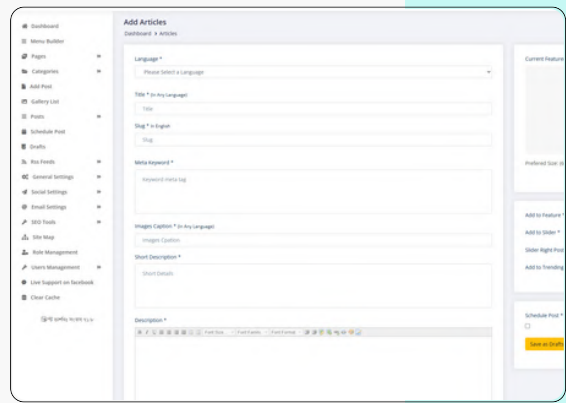 Dashboard
Menu Builder
Pages
Categories
Add Post
Gallery List
Posts
Schedule Post
Drafts
Rss Feeds
General Settings
Social Settings
Email Settings
SEO Tools
Site Map
Role Management
Users Management
Live Support on facebook
Clear Cache
Add Articles
Dashboard > Articles
Language *
Please Select a Language
Title * (In Any Language)
Title
Slug * In English
Slug
Meta Keyword *
Keyword meta tag
Images Caption * (In Any Language)
Images Cpation
Short Description *
Short Details
Description *
Font Size...
Font Family.
Font Format
Current Feature
Prefered Size:
Add to Feature *
Add to Slider *
Slider Right Post
Add to Trending
Schedule Post *
Save as Drafts